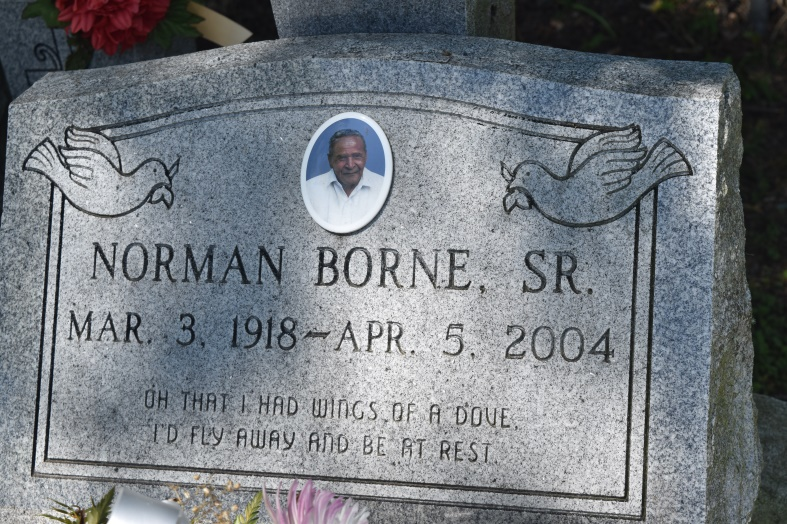 NORMAN BORNE, SR.
MAR. 3, 1918 – APR. 5, 2004
OH THAT I HAD WINGS OF A DOVE,
I'D FLY AWAY AND BE AT REST